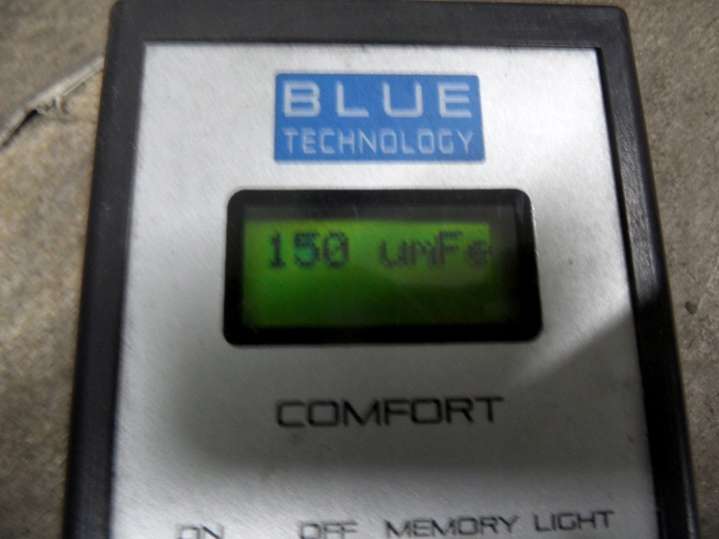 BLUE
TECHNOLOGY
150 umFe
COMFORT
ON OFF MEMORY LIGHT